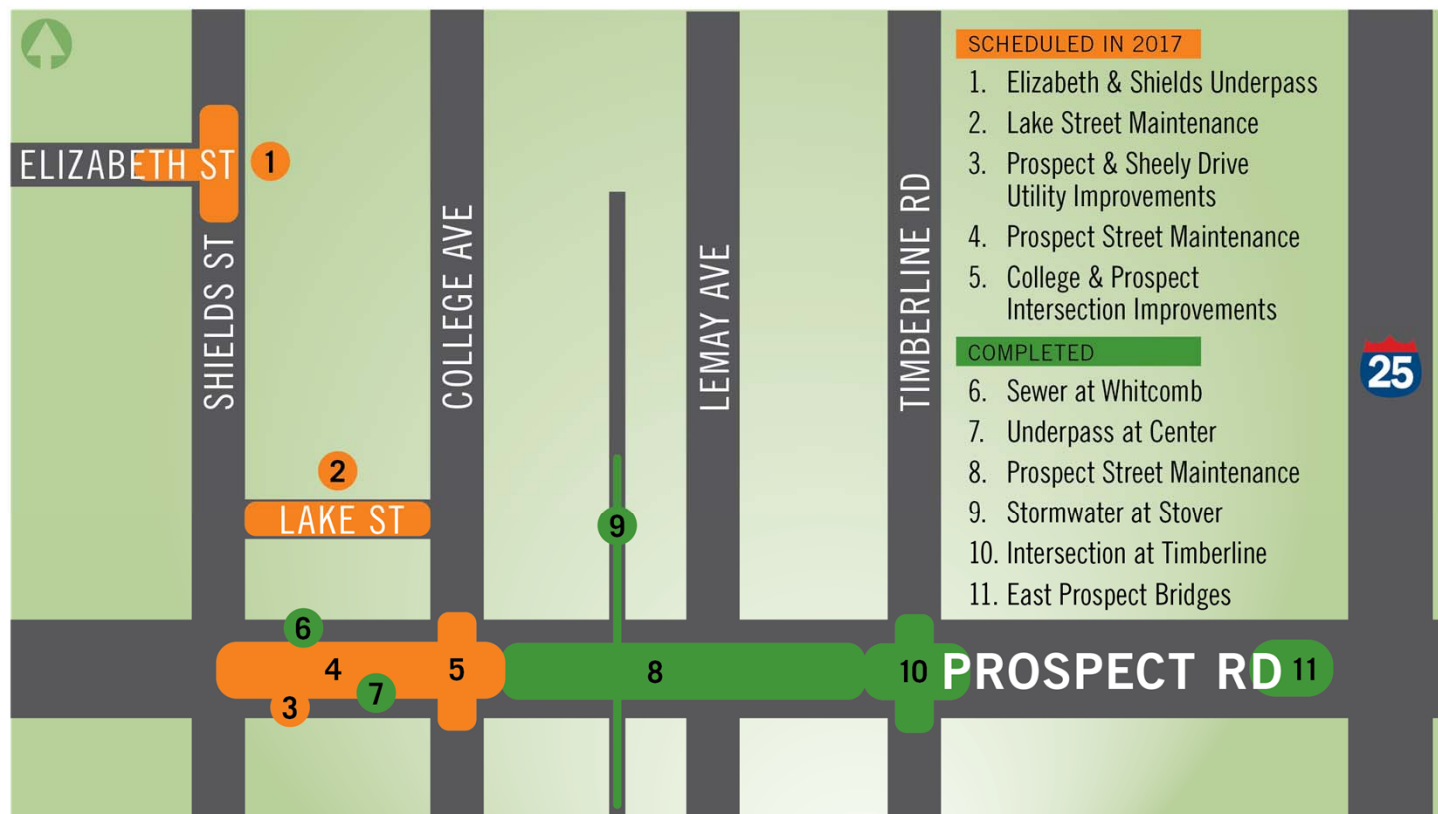 SCHEDULED IN 2017
1. Elizabeth & Shields Underpass
2. Lake Street Maintenance
3. Prospect & Sheely Drive
Utility Improvements
4. Prospect Street Maintenance
5. College & Prospect
Intersection Improvements
COMPLETED
6. Sewer at Whitcomb
7. Underpass at Center
8. Prospect Street Maintenance
9. Stormwater at Stover
10. Intersection at Timberline
11. East Prospect Bridges
ELIZABETH ST
1
SHIELDS ST
COLLEGE AVE
LEMAY AVE
TIMBERLINE RD
25
2
LAKE ST
9
6
4
5
8
10
PROSPECT RD
11
7
3